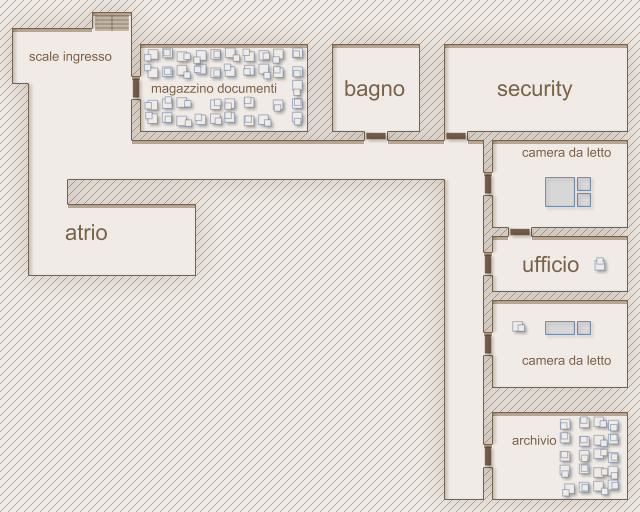 scale ingresso
magazzino documenti
bagno
security
camera da letto
atrio
ufficio
camera da letto
archivio